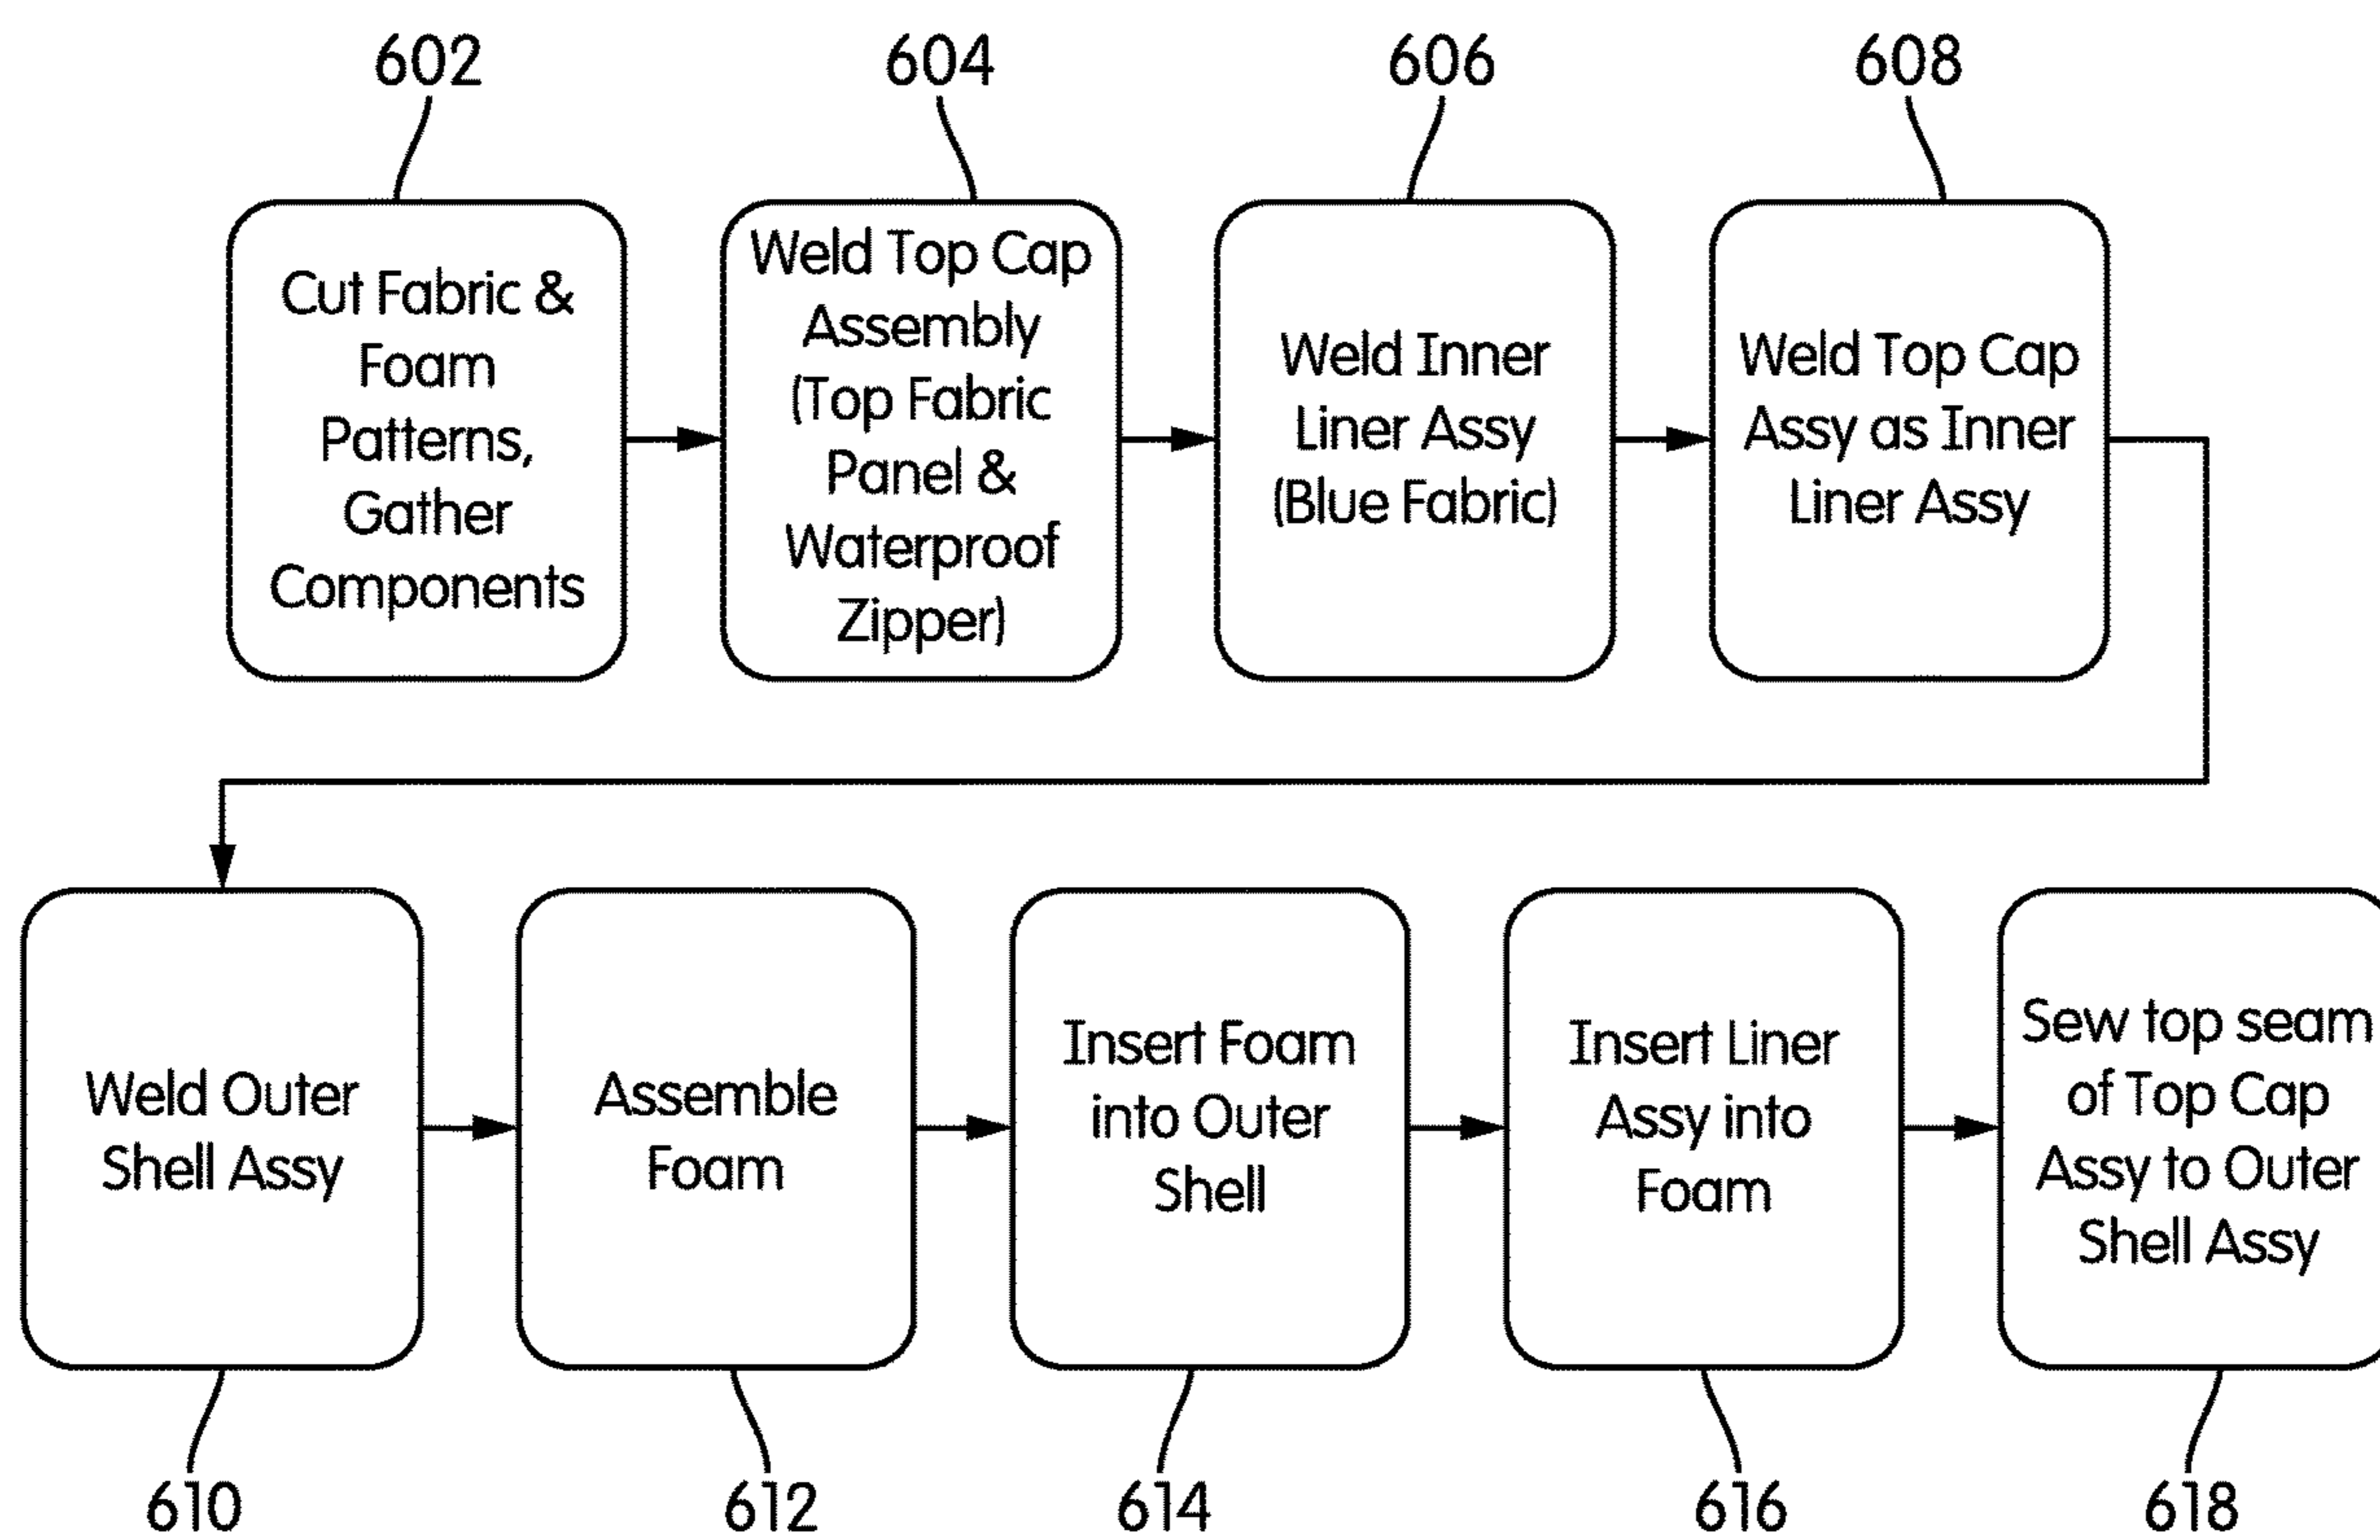 602
604
606
608
Cut Fabric &
Foam
Patterns,
Gather
Components
Weld Top Cap
Assembly
(Top Fabric
Panel &
Waterproof
Zipper)
Weld Inner
Liner Assy
(Blue Fabric)
Weld Top Cap
Assy as Inner
Liner Assy
Weld Outer
Shell Assy
Assemble
Foam
Insert Foam
into Outer
Shell
Insert Liner
Assy into
Foam
Sew top seam
of Top Cap
Assy to Outer
Shell Assy
610
612
614
616
618